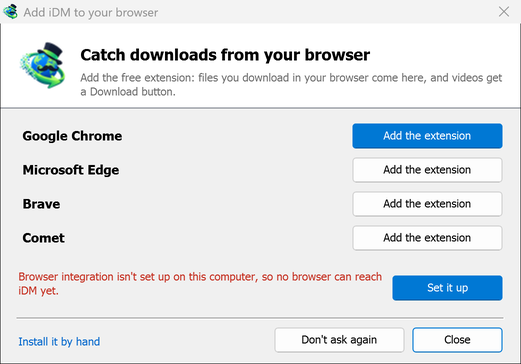 Add iDM to your browser
Catch downloads from your browser
Add the free extension: files you download in your browser come here, and videos get
a Download button.
Google Chrome
Add the extension
Microsoft Edge
Add the extension
Brave
Add the extension
Comet
Add the extension
Browser integration isn't set up on this computer, so no browser can reach
iDM yet.
Set it up
Install it by hand
Don't ask again
Close